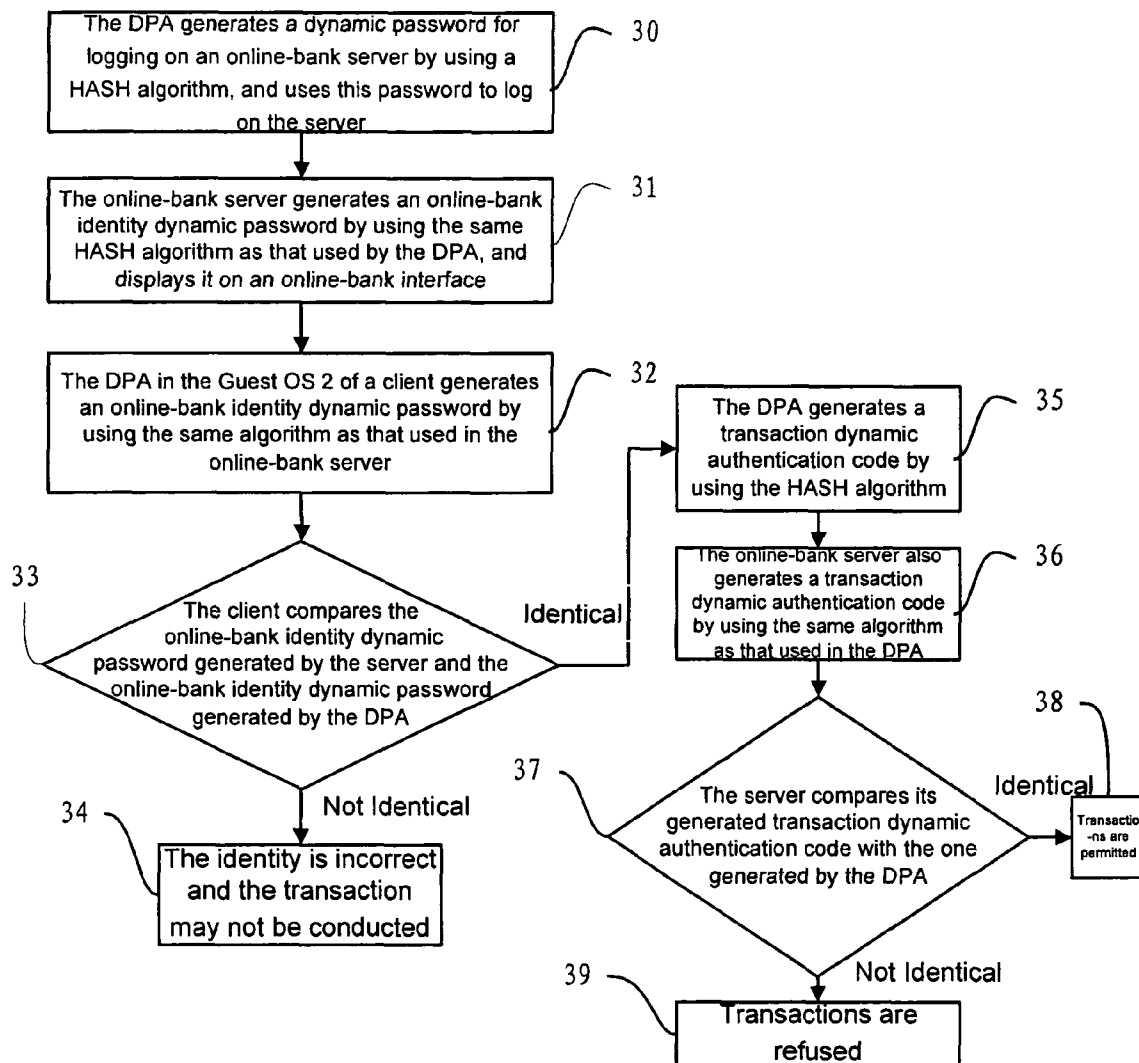 The DPA generates a dynamic password for
logging on an online-bank server by using a
HASH algorithm, and uses this password to log
on the server
30
The online-bank server generates an online-bank
identity dynamic password by using the same
HASH algorithm as that used by the DPA, and
displays it on an online-bank interface
31
The DPA in the Guest OS 2 of a client generates
an online-bank identity dynamic password by
using the same algorithm as that used in the
online-bank server
32
33
The client compares the
online-bank identity dynamic
password generated by the server and the
online-bank identity dynamic password
generated by the DPA
Identical
Not Identical
34
The identity is incorrect
and the transaction
may not be conducted
The DPA generates a
transaction dynamic
authentication code by
using the HASH algorithm
35
The online-bank server also
generates a transaction
dynamic authentication code
by using the same algorithm
as that used in the DPA
36
37
The server compares its
generated transaction dynamic
authentication code with the one
generated by the DPA
Identical
38
Transactio
-ns are
permitted
Not Identical
39
Transactions are
refused